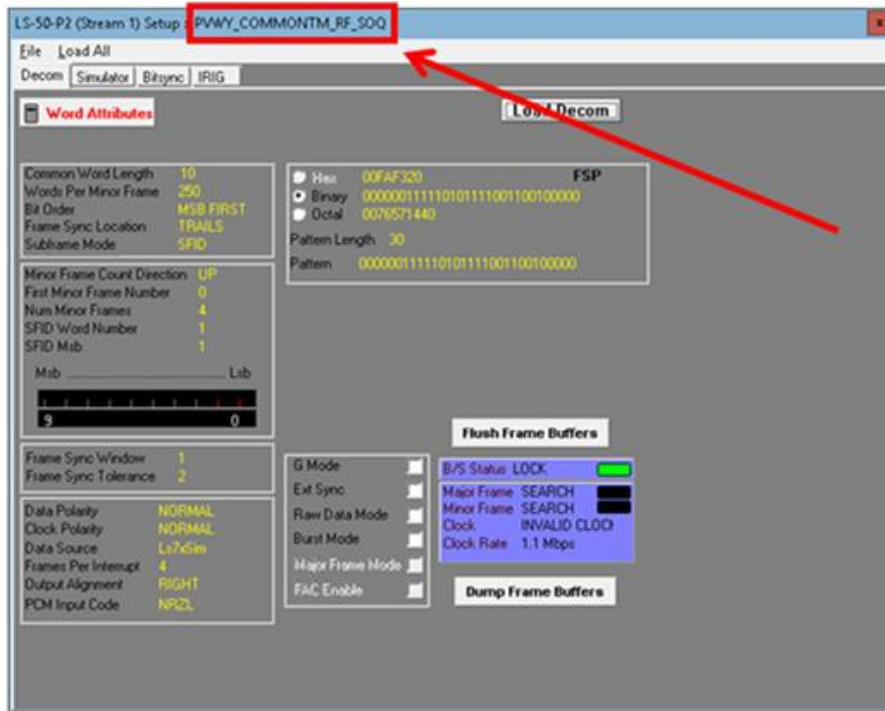 LS-50-P2 (Stream 1) Setup : PVWY_COMMONTM_RF_SOQ
File Load All
Decom Simulator Bitsync IRIG
Word Attributes
Load Decom
Common Word Length 10
Words Per Minor Frame 250
Bit Order MSB FIRST
Frame Sync Location TRAILS
Subframe Mode SFID
Hex 00FAF320 FSP
Binary 000000111110101111001100100000
Octal 0076571440
Pattern Length 30
Pattern 000000111110101111001100100000
Minor Frame Count Direction UP
First Minor Frame Number 0
Num Minor Frames 4
SFID Word Number 1
SFID Msb 1
Msb Lsb
9 0
Frame Sync Window 1
Frame Sync Tolerance 2
Data Polarity NORMAL
Clock Polarity NORMAL
Data Source Ls7xSim
Frames Per Interrupt 4
Output Alignment RIGHT
PCM Input Code NRZL
G Mode
Ext Sync
Raw Data Mode
Burst Mode
Major Frame Mode
FAC Enable
Flush Frame Buffers
B/S Status LOCK
Major Frame SEARCH
Minor Frame SEARCH
Clock INVALID CLOCK
Clock Rate 1.1 Mbps
Dump Frame Buffers